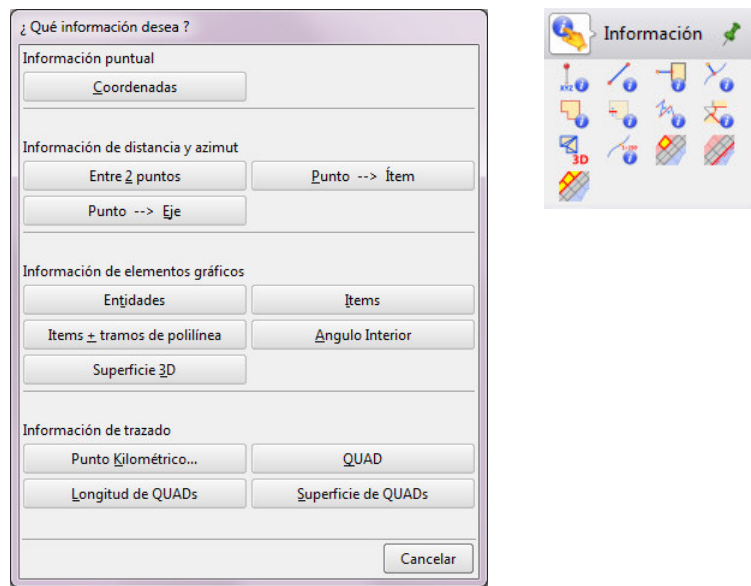 ¿ Qué información desea ?
Información puntual
Coordenadas
Información de distancia y azimut
Entre 2 puntos
Punto --> Ítem
Punto --> Eje
Información de elementos gráficos
Entidades
Items
Items + tramos de polilínea
Angulo Interior
Superficie 3D
Información de trazado
Punto Kilométrico...
QUAD
Longitud de QUADs
Superficie de QUADs
Cancelar
Información
XYZ
3D